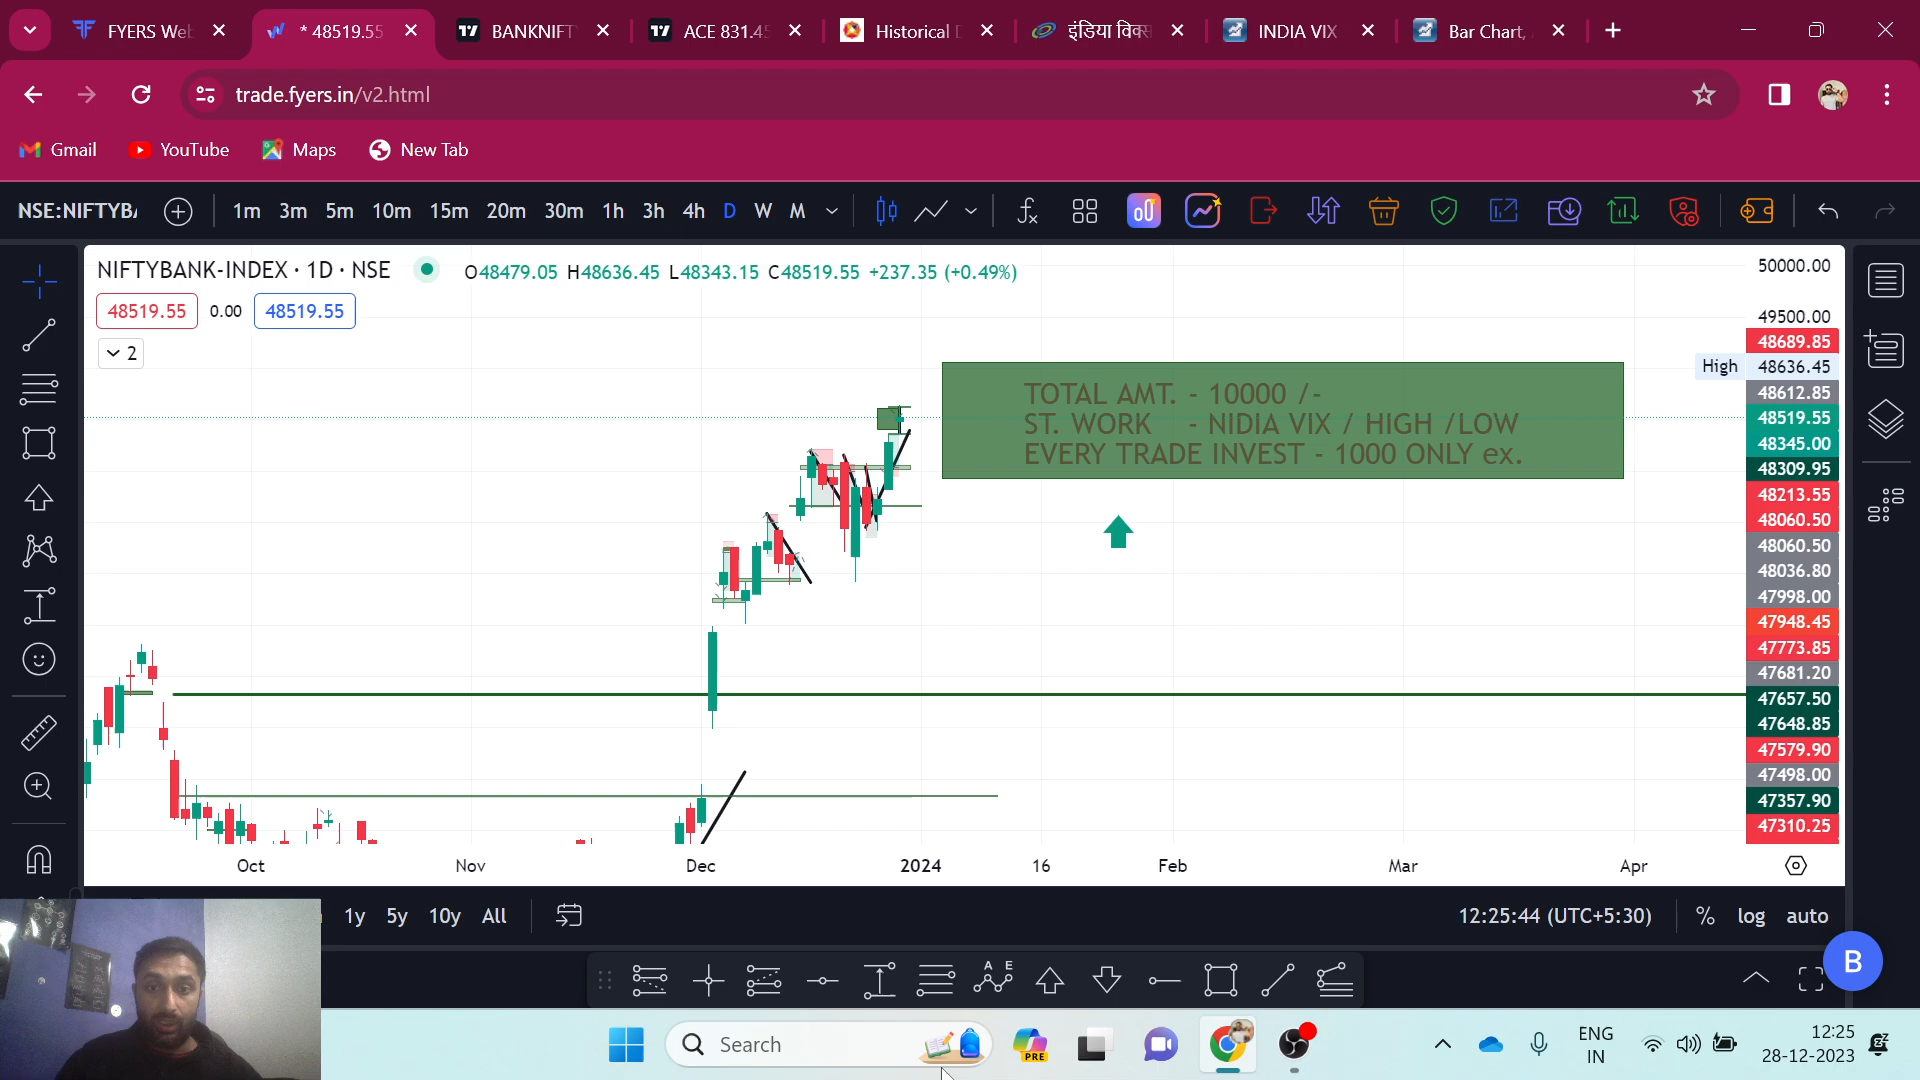 FYERS Web
* 48519.55
BANKNIFT
ACE 831.4
Historical
इंडिया विक्स
INDIA VIX
Bar Chart,
trade.fyers.in/v2.html
Gmail
YouTube
Maps
New Tab
NSE:NIFTYBA
1m 3m 5m 10m 15m 20m 30m 1h 3h 4h D W M
NIFTYBANK-INDEX · 1D · NSE
O48479.05 H48636.45 L48343.15 C48519.55 +237.35 (+0.49%)
48519.55 0.00 48519.55
2
TOTAL AMT. - 10000 /-
ST. WORK - NIDIA VIX / HIGH /LOW
EVERY TRADE INVEST - 1000 ONLY ex.
50000.00
49500.00
48689.85
High 48636.45
48612.85
48519.55
48345.00
48309.95
48213.55
48060.50
48060.50
48036.80
47998.00
47948.45
47773.85
47681.20
47657.50
47648.85
47579.90
47498.00
47357.90
47310.25
Oct Nov Dec 2024 16 Feb Mar Apr
1y 5y 10y All
12:25:44 (UTC+5:30) % log auto
A E
B
Search
PRE
ENG
IN
12:25
28-12-2023